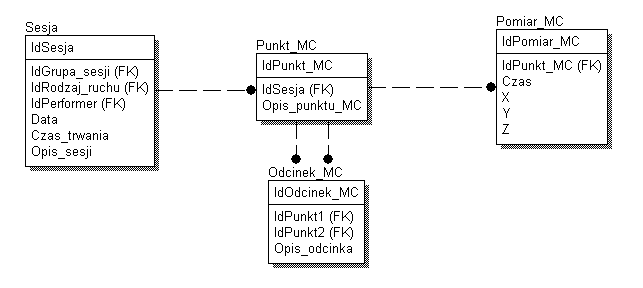 Sesja
IdSesja
IdGrupa_sesji (FK)
IdRodzaj_ruchu (FK)
IdPerformer (FK)
Data
Czas_trwania
Opis_sesji
Punkt_MC
IdPunkt_MC
IdSesja (FK)
Opis_punktu_MC
Pomiar_MC
IdPomiar_MC
IdPunkt_MC (FK)
Czas
X
Y
Z
Odcinek_MC
IdOdcinek_MC
IdPunkt1 (FK)
IdPunkt2 (FK)
Opis_odcinka